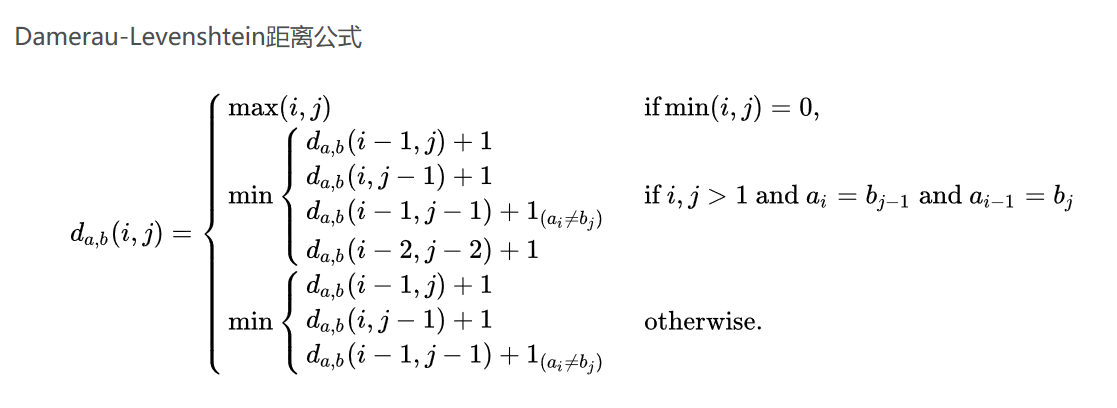 Damerau-Levenshtein距离公式
max(i, j) if min(i, j) = 0,
d_{a,b}(i − 1, j) + 1
d_{a,b}(i, j − 1) + 1
min if i, j > 1 and a_i = b_{j−1} and a_{i−1} = b_j
d_{a,b}(i − 1, j − 1) + 1_{(a_i≠b_j)}
d_{a,b}(i, j) =
d_{a,b}(i − 2, j − 2) + 1
d_{a,b}(i − 1, j) + 1
min d_{a,b}(i, j − 1) + 1 otherwise.
d_{a,b}(i − 1, j − 1) + 1_{(a_i≠b_j)}